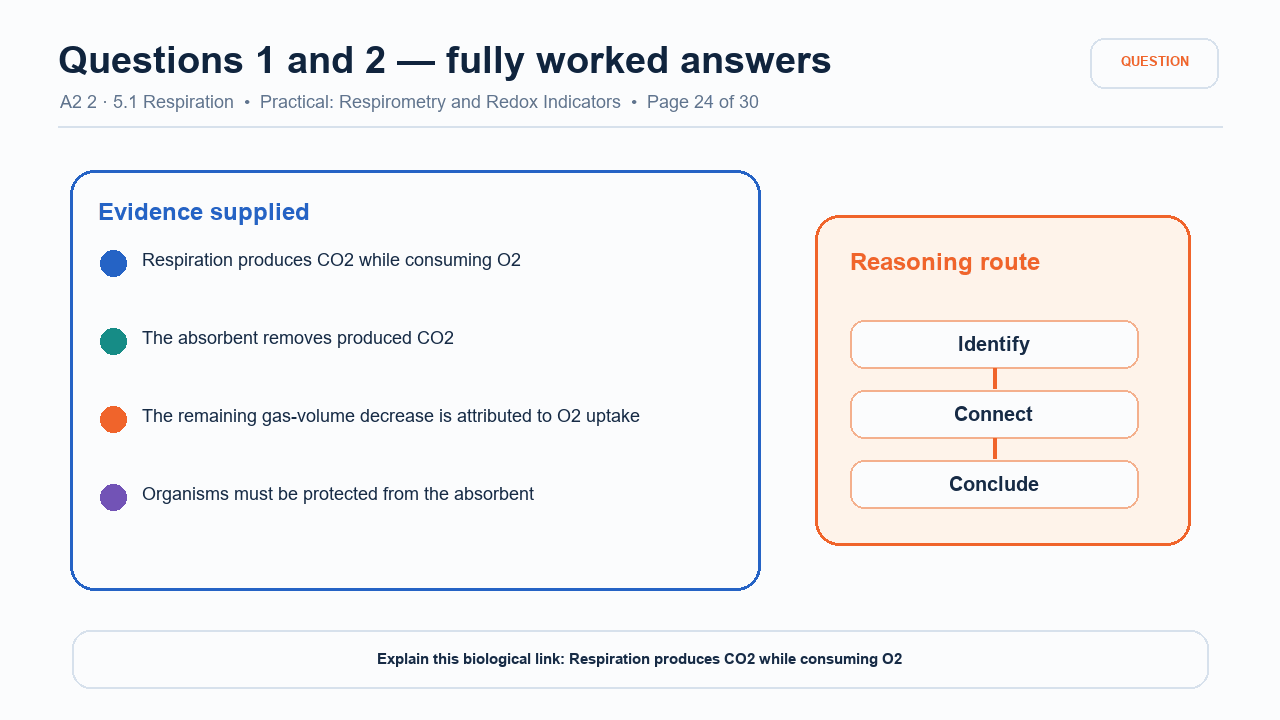 Questions 1 and 2 — fully worked answers
QUESTION
A2 2 · 5.1 Respiration • Practical: Respirometry and Redox Indicators • Page 24 of 30
Evidence supplied
Respiration produces CO2 while consuming O2
The absorbent removes produced CO2
The remaining gas-volume decrease is attributed to O2 uptake
Organisms must be protected from the absorbent
Reasoning route
Identify
Connect
Conclude
Explain this biological link: Respiration produces CO2 while consuming O2